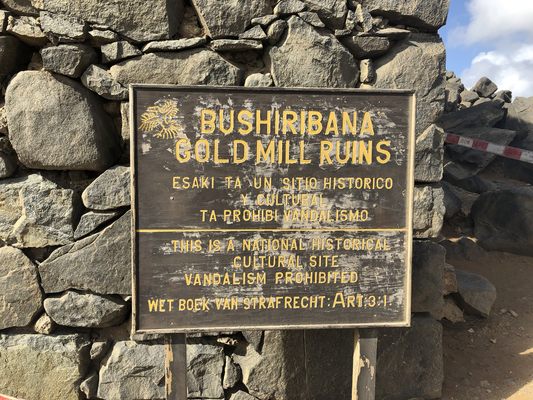 BUSHIRIBANA
GOLD MILL RUINS
ESAKI TA UN SITIO HISTORICO
Y CULTURAL
TA PROHIBI VANDALISMO
THIS IS A NATIONAL HISTORICAL
CULTURAL SITE
VANDALISM PROHIBITED
WET BOEK VAN STRAFRECHT: ART. 3:1.